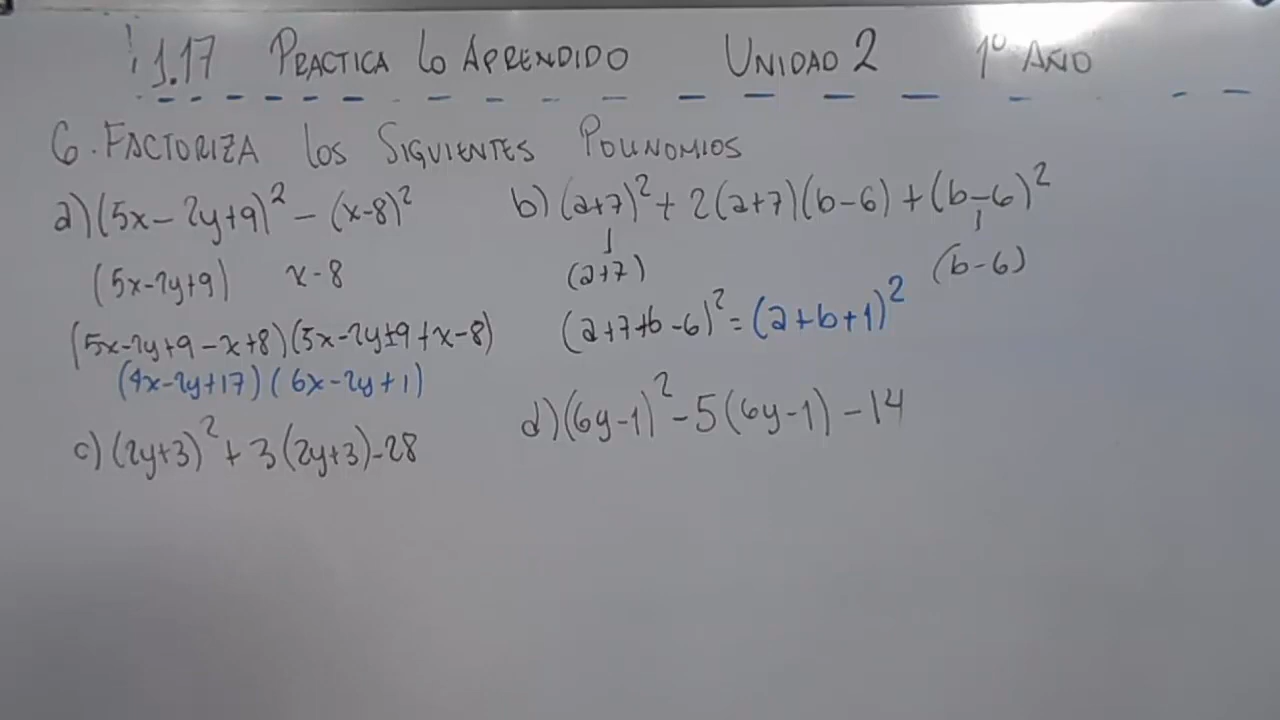 1.17 PRACTICA LO APRENDIDO UNIDAD 2 1º AÑO
6. FACTORIZA LOS SIGUIENTES POLINOMIOS
a) (5x - 2y + 9)² - (x-8)² b) (a+7)² + 2(a+7)(b-6) + (b-6)²
(5x-2y+9) x-8 (a+7) (b-6)
(5x-2y+9-x+8)(5x-2y+9+x-8) (a+7+b-6)² = (a+b+1)²
(4x-2y+17)(6x-2y+1)
c) (2y+3)² + 3(2y+3)-28 d) (6y-1)² - 5(6y-1) - 14